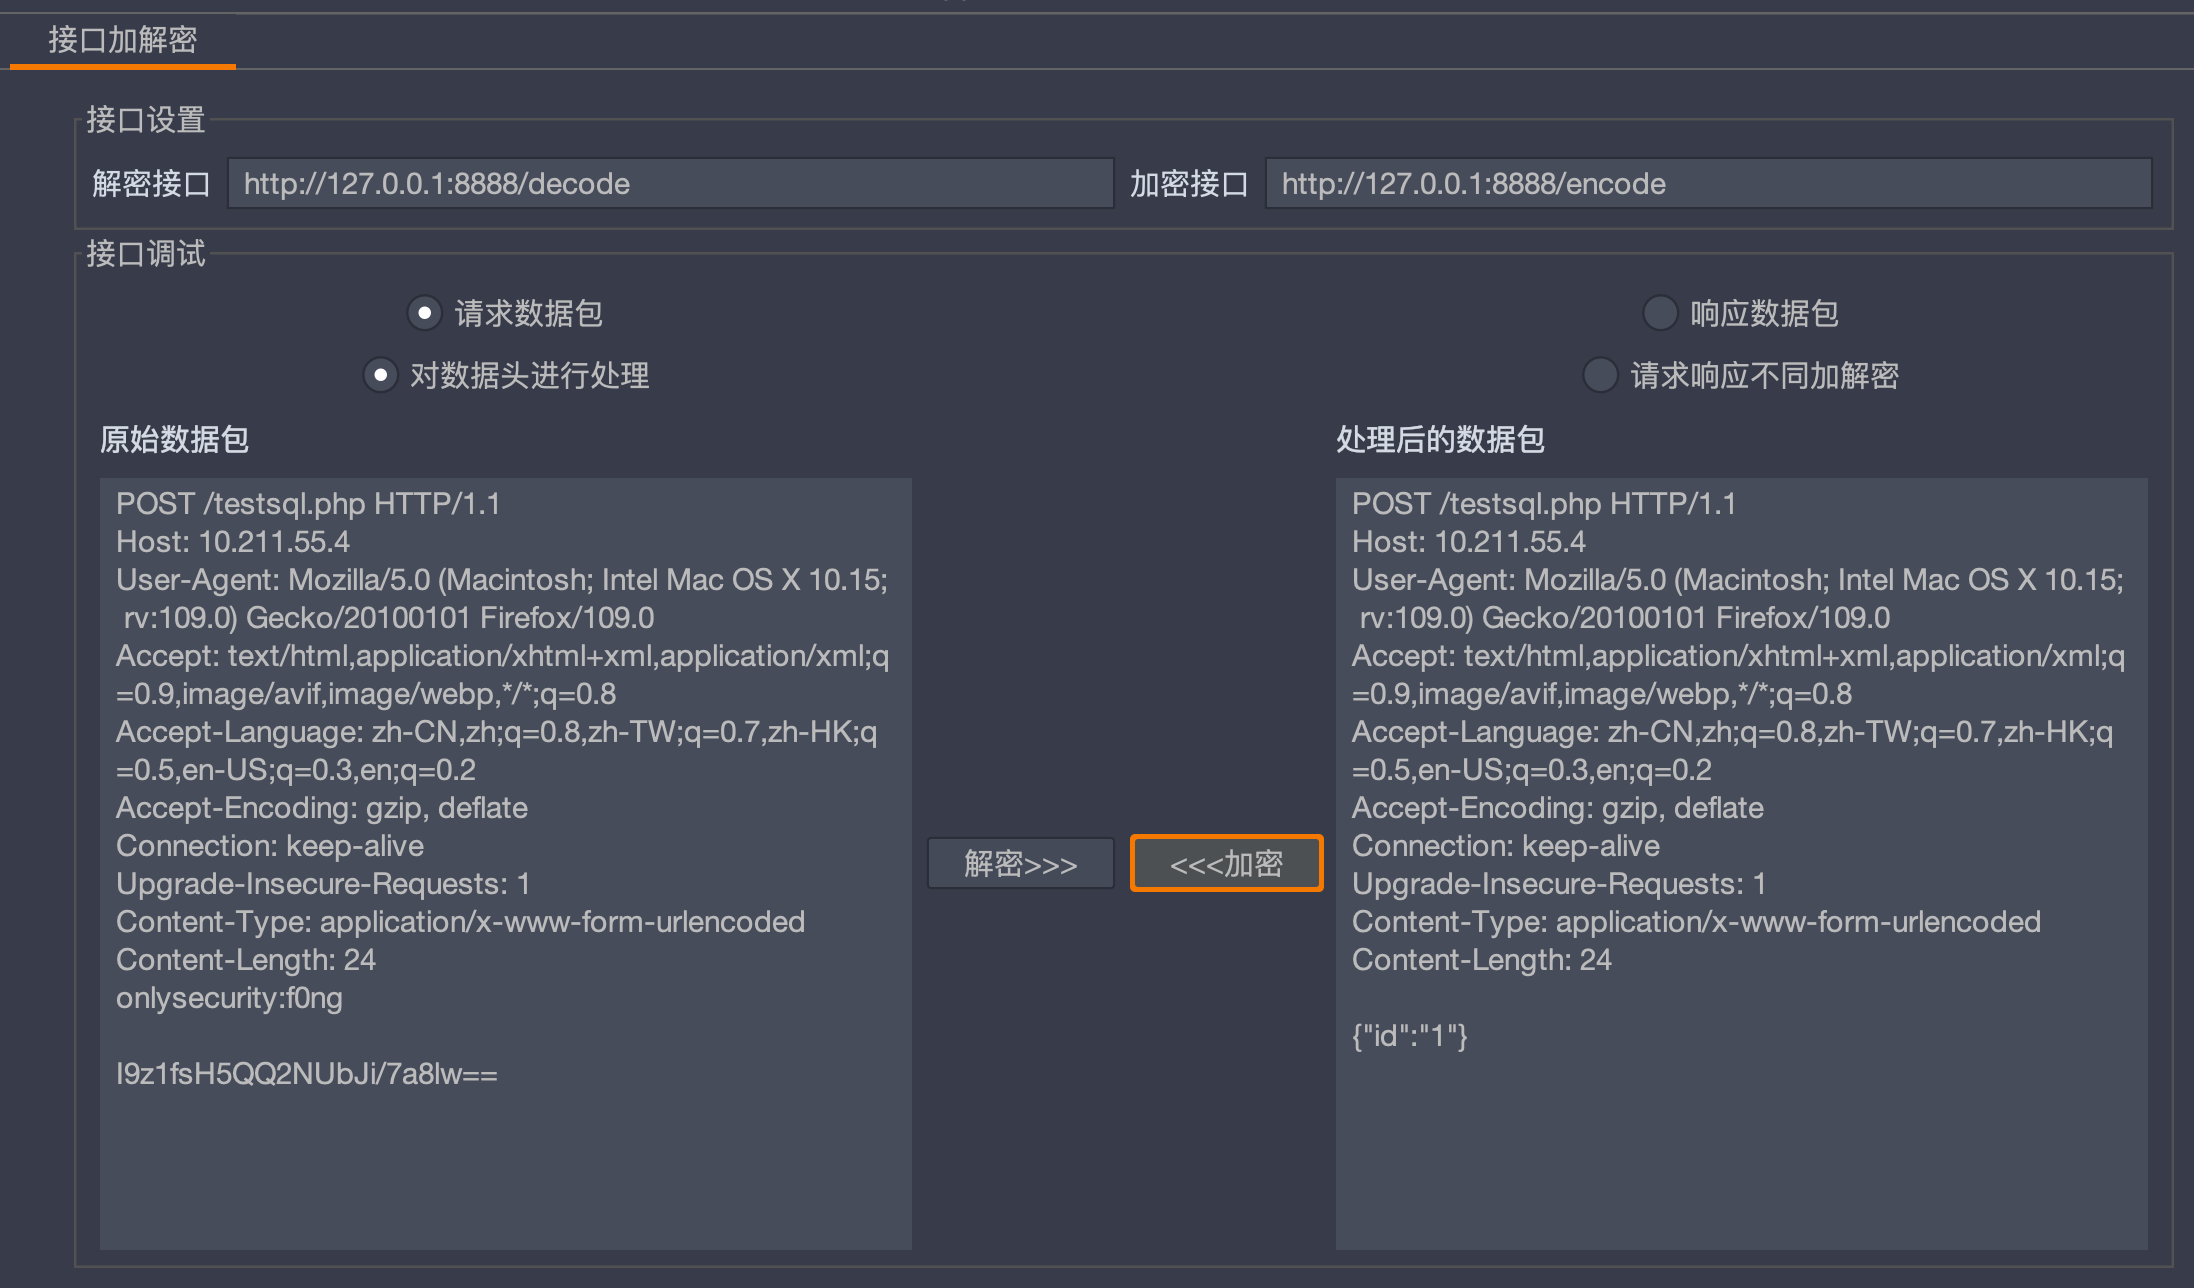 接口加解密
接口设置
解密接口 http://127.0.0.1:8888/decode 加密接口 http://127.0.0.1:8888/encode
接口调试
请求数据包 响应数据包
对数据头进行处理 请求响应不同加解密
原始数据包
POST /testsql.php HTTP/1.1
Host: 10.211.55.4
User-Agent: Mozilla/5.0 (Macintosh; Intel Mac OS X 10.15;
rv:109.0) Gecko/20100101 Firefox/109.0
Accept: text/html,application/xhtml+xml,application/xml;q
=0.9,image/avif,image/webp,*/*;q=0.8
Accept-Language: zh-CN,zh;q=0.8,zh-TW;q=0.7,zh-HK;q
=0.5,en-US;q=0.3,en;q=0.2
Accept-Encoding: gzip, deflate
Connection: keep-alive
Upgrade-Insecure-Requests: 1
Content-Type: application/x-www-form-urlencoded
Content-Length: 24
onlysecurity:f0ng
I9z1fsH5QQ2NUbJi/7a8lw==
解密>>> <<<加密
处理后的数据包
POST /testsql.php HTTP/1.1
Host: 10.211.55.4
User-Agent: Mozilla/5.0 (Macintosh; Intel Mac OS X 10.15;
rv:109.0) Gecko/20100101 Firefox/109.0
Accept: text/html,application/xhtml+xml,application/xml;q
=0.9,image/avif,image/webp,*/*;q=0.8
Accept-Language: zh-CN,zh;q=0.8,zh-TW;q=0.7,zh-HK;q
=0.5,en-US;q=0.3,en;q=0.2
Accept-Encoding: gzip, deflate
Connection: keep-alive
Upgrade-Insecure-Requests: 1
Content-Type: application/x-www-form-urlencoded
Content-Length: 24
{"id":"1"}